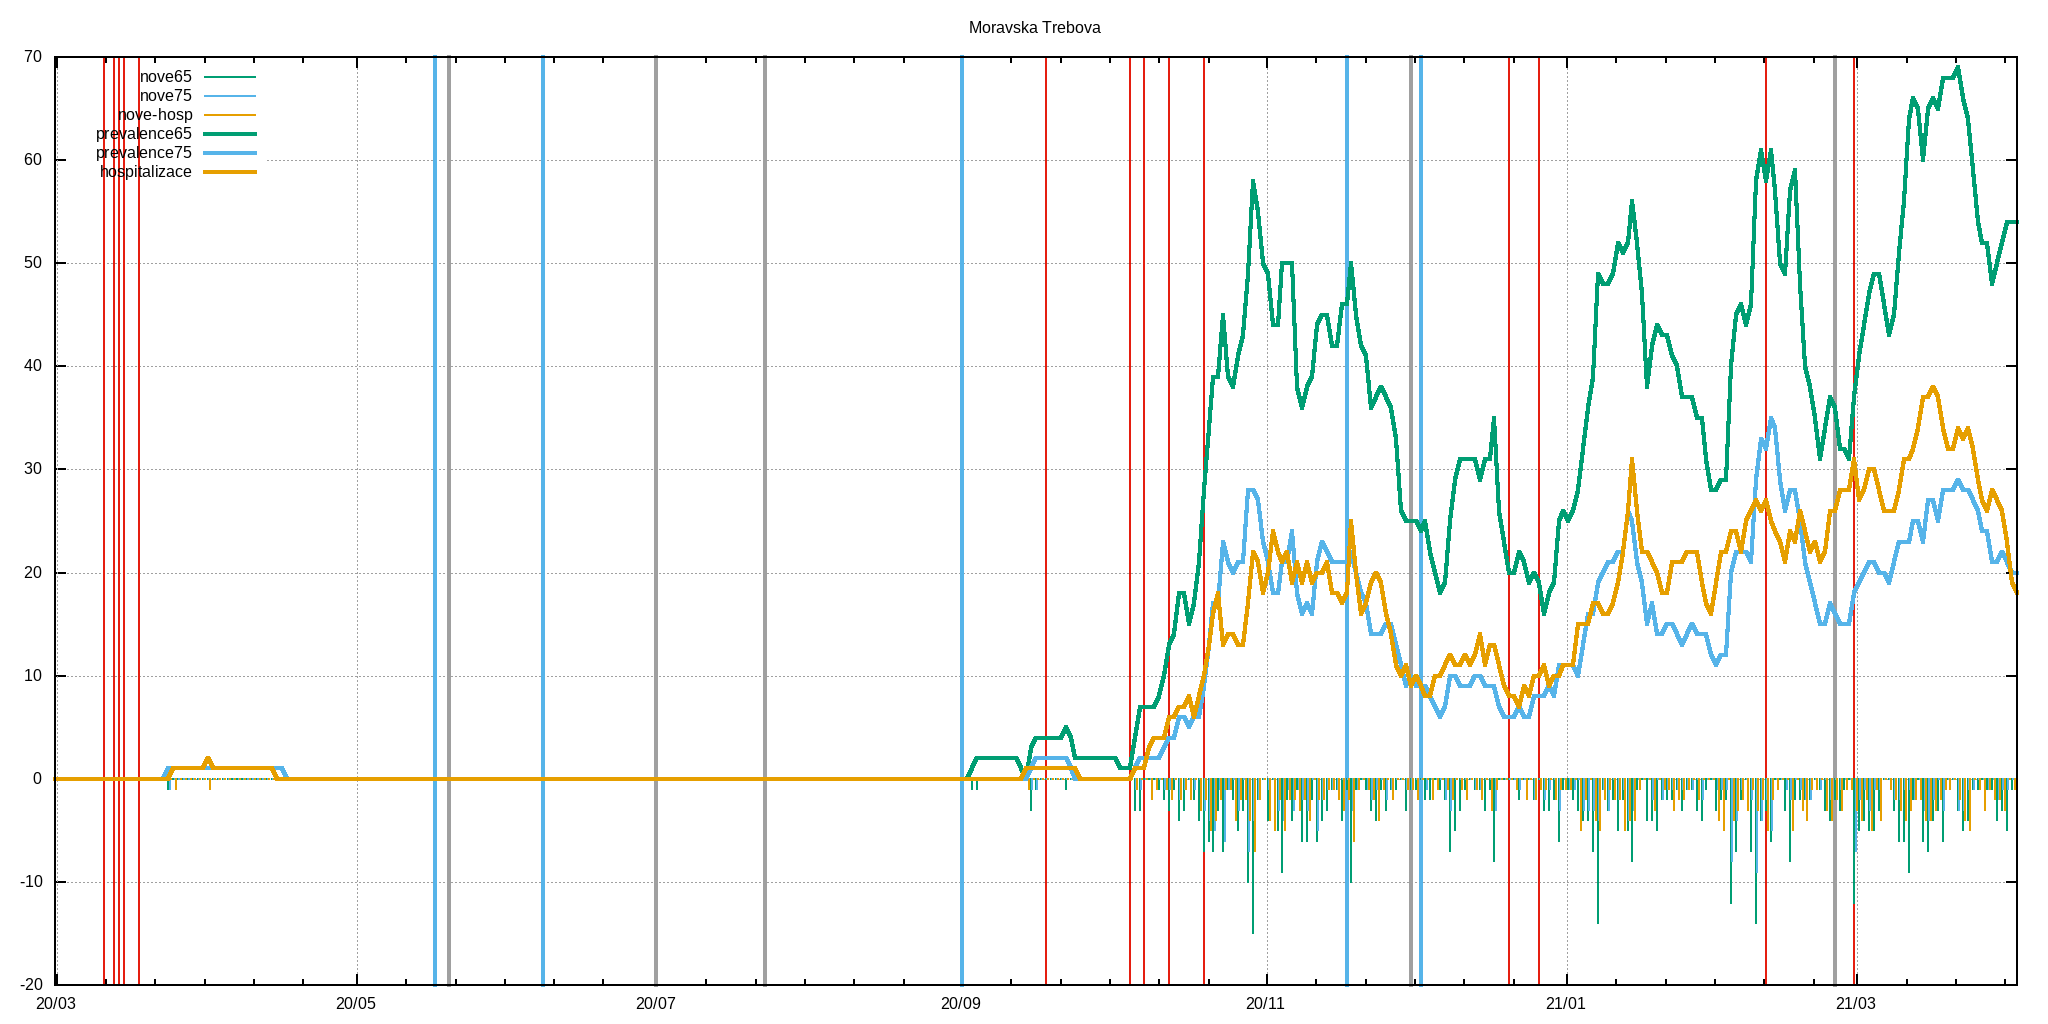 Moravska Trebova
70
60
50
40
30
20
10
0
-10
-20
nove65
nove75
nove-hosp
prevalence65
prevalence75
hospitalizace
20/03 20/05 20/07 20/09 20/11 21/01 21/03